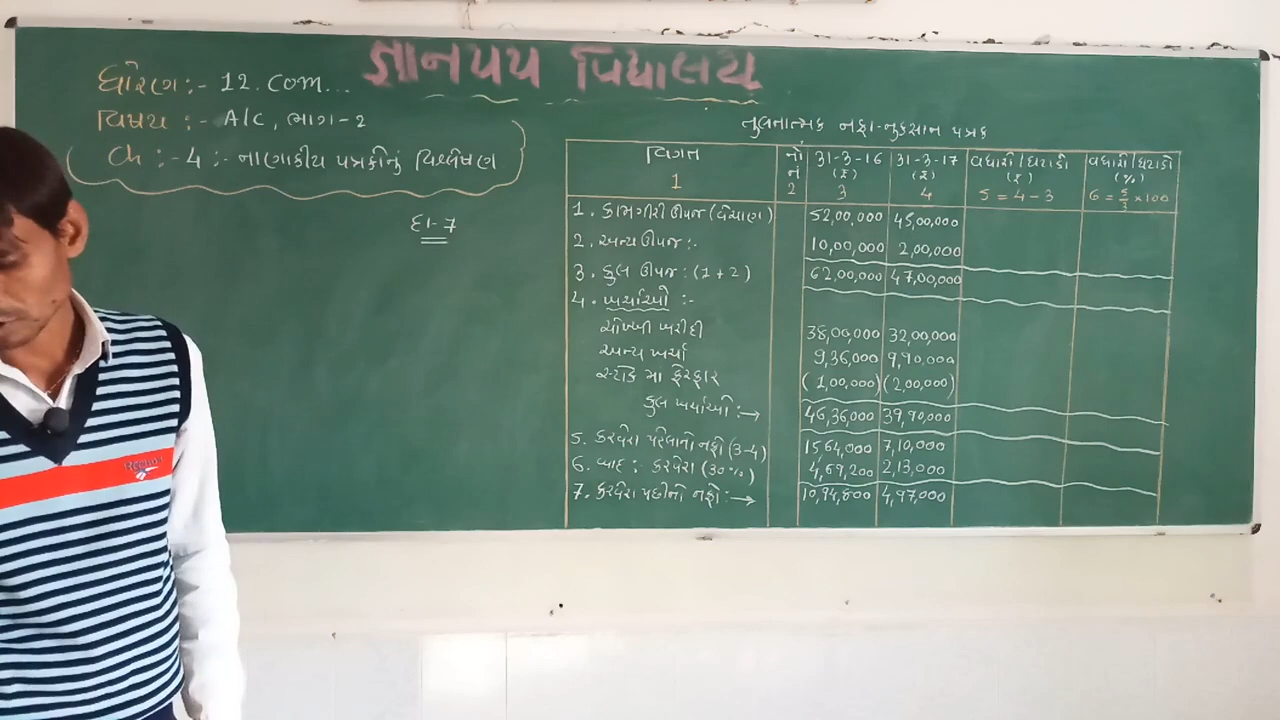 જ્ઞાનપથ વિદ્યાલય
ધોરણ :- 12. COM...
વિષય :- A/C, ભાગ-2
Ch :- 4 :- નાણાકીય પત્રકોનું વિશ્લેષણ
દા-7
તુલનાત્મક નફા-નુકસાન પત્રક
વિગત નોં નં 31-3-16 (₹) 31-3-17 (₹) વધારો/ઘટાડો (₹) વધારો/ઘટાડો (%)
1 2 3 4 5 = 4 - 3 6 = 5/3 × 100
1. કામગીરી ઊપજ (વેચાણ) 52,00,000 45,00,000
2. અન્ય ઊપજ :- 10,00,000 2,00,000
3. કુલ ઊપજ : (1 + 2) 62,00,000 47,00,000
4. ખર્ચાઓ :-
ચોખ્ખી ખરીદી 38,00,000 32,00,000
અન્ય ખર્ચા 9,36,000 9,90,000
સ્ટોક મા ફેરફાર (1,00,000) (2,00,000)
કુલ ખર્ચાઓ :→ 46,36,000 39,90,000
5. કરવેરા પહેલાનો નફો (3-4) 15,64,000 7,10,000
6. બાદ :- કરવેરા (30%) 4,69,200 2,13,000
7. કરવેરા પછીનો નફો :→ 10,94,800 4,97,000